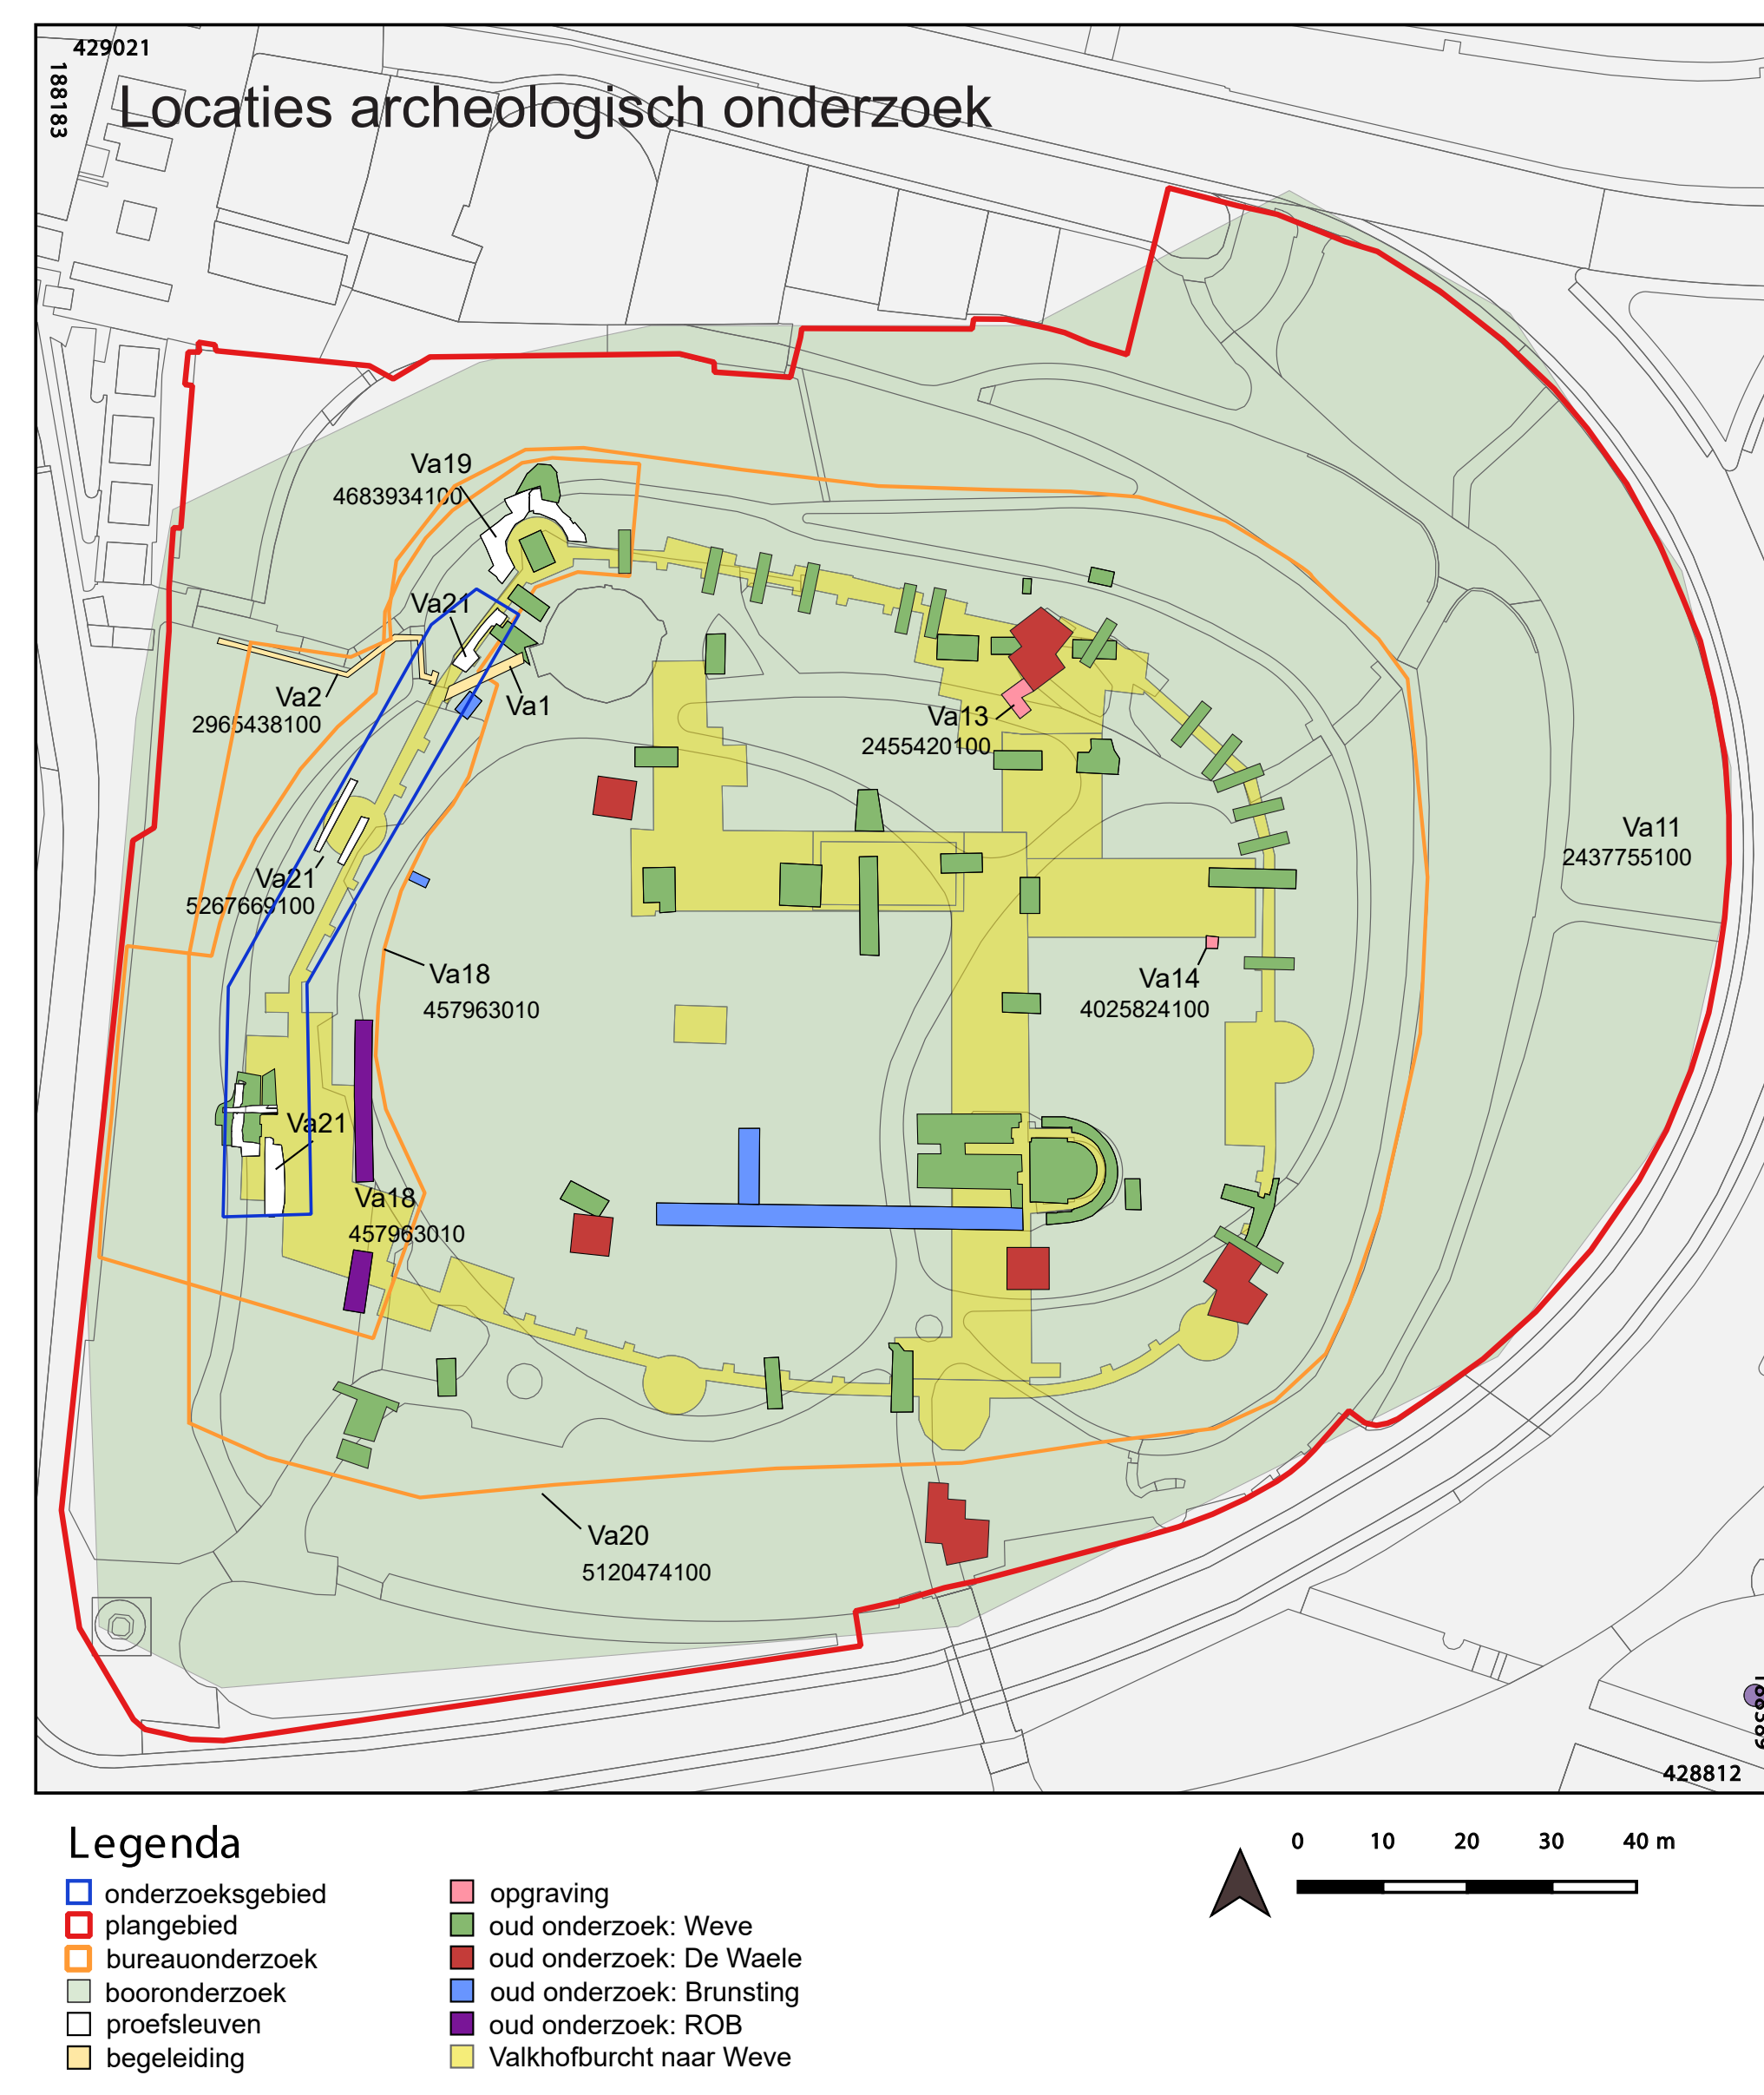 429021
188183
Locaties archeologisch onderzoek
Va19
4683934100
Va21
Va2
2965438100
Va1
Va13
2455420100
Va11
2437755100
Va21
5267669100
Va18
457963010
Va14
4025824100
Va21
Va18
457963010
Va20
5120474100
188389
428812
Legenda
onderzoeksgebied
plangebied
bureauonderzoek
booronderzoek
proefsleuven
begeleiding
opgraving
oud onderzoek: Weve
oud onderzoek: De Waele
oud onderzoek: Brunsting
oud onderzoek: ROB
Valkhofburcht naar Weve
0 10 20 30 40 m